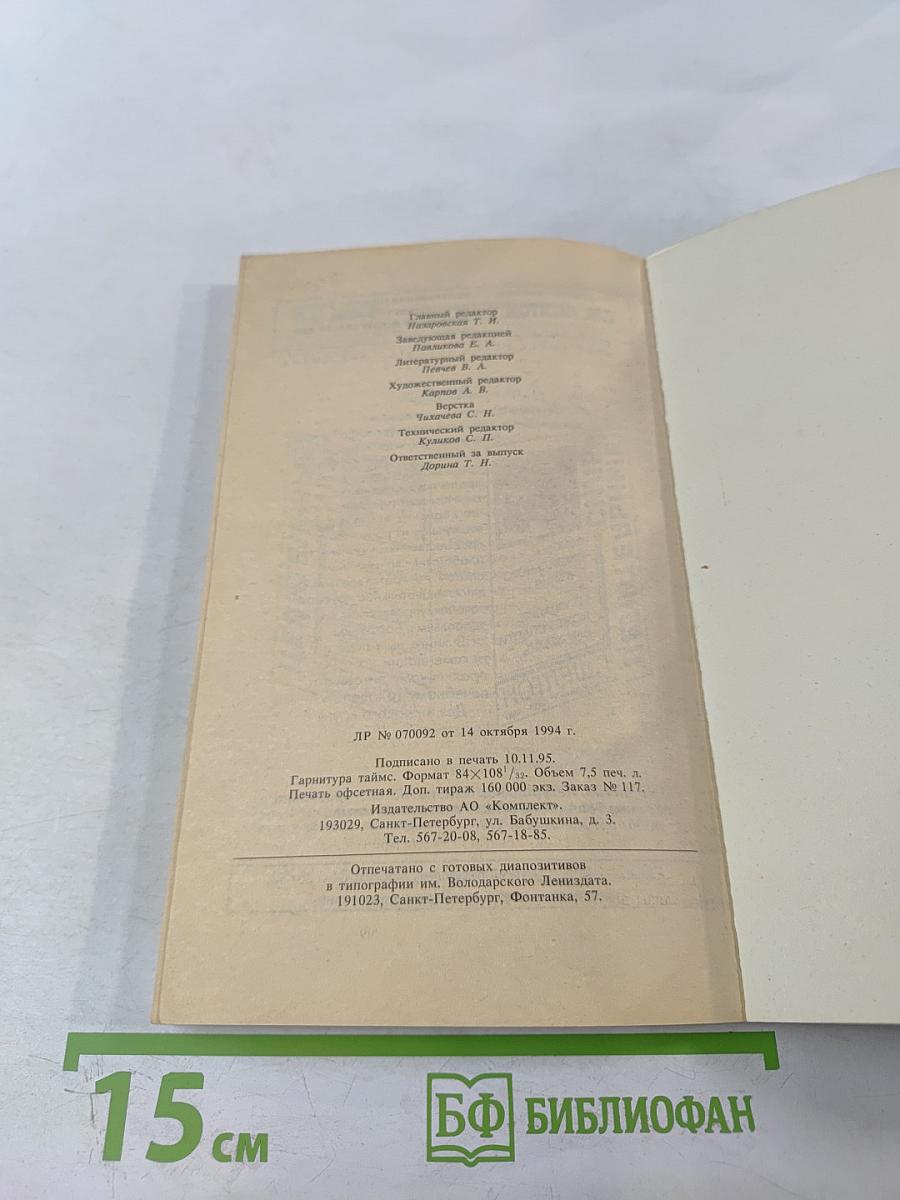 Главный редактор
Назаровская Т. И.
Заведующая редакцией
Павликова Е. А.
Литературный редактор
Певчев В. А.
Художественный редактор
Карпов А. В.
Верстка
Чихачева С. Н.
Технический редактор
Куликов С. П.
Ответственный за выпуск
Дорина Т. Н.
ЛР № 070092 от 14 октября 1994 г.
Подписано в печать 10.11.95.
Гарнитура таймс. Формат 84×108¹/₃₂. Объем 7,5 печ. л.
Печать офсетная. Доп. тираж 160 000 экз. Заказ № 117.
Издательство АО «Комплект».
193029, Санкт-Петербург, ул. Бабушкина, д. 3.
Тел. 567-20-08, 567-18-85.
Отпечатано с готовых диапозитивов
в типографии им. Володарского Лениздата.
191023, Санкт-Петербург, Фонтанка, 57.
15 см
БФ БИБЛИОФАН